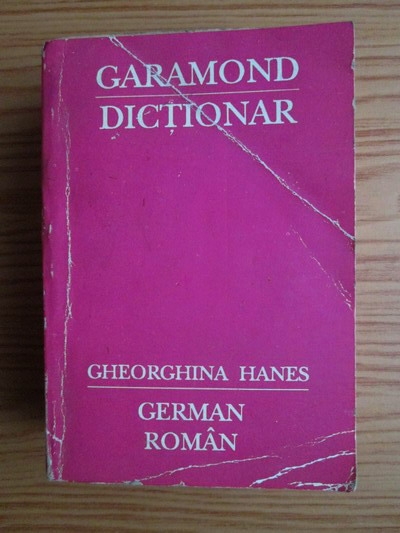 GARAMOND
DICȚIONAR
GHEORGHINA HANES
GERMAN
ROMÂN